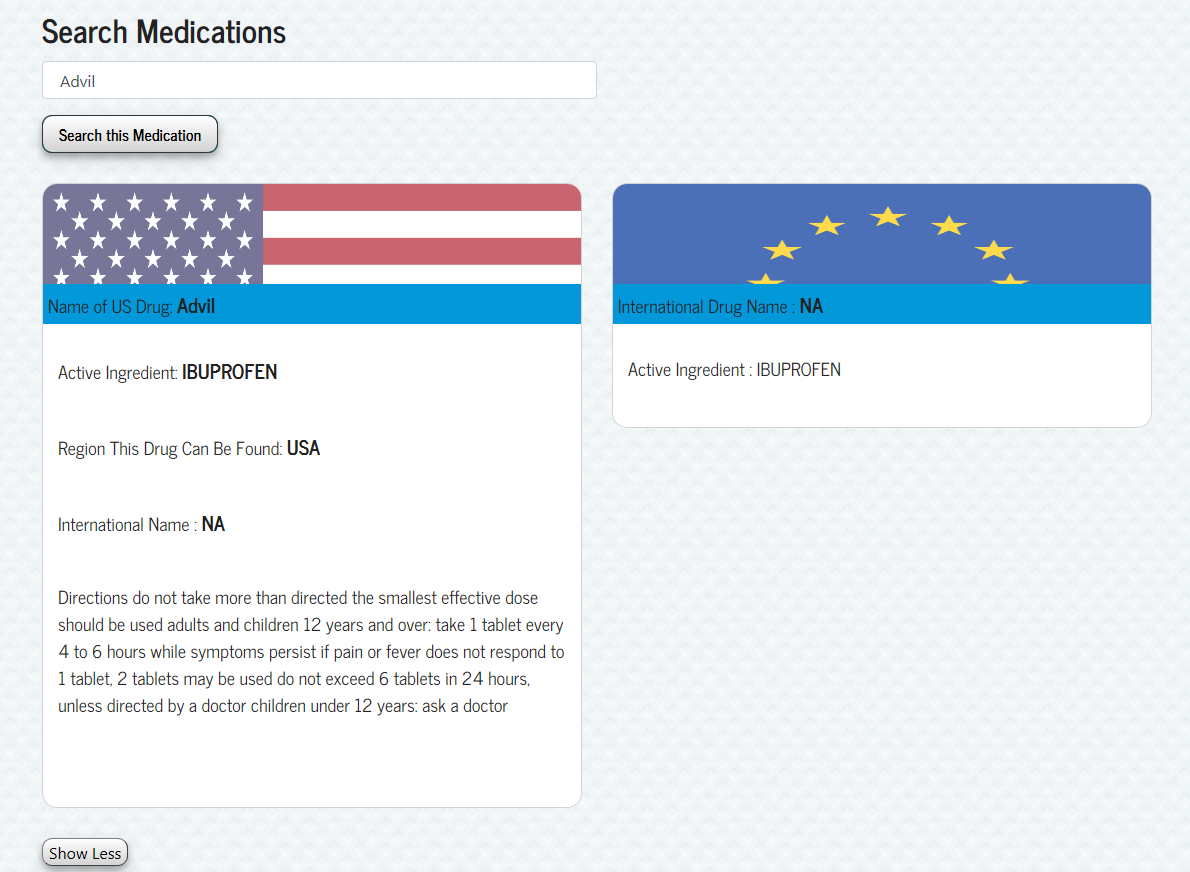 Search Medications
Advil
Search this Medication
Name of US Drug: Advil
Active Ingredient: IBUPROFEN
Region This Drug Can Be Found: USA
International Name : NA
Directions do not take more than directed the smallest effective dose
should be used adults and children 12 years and over: take 1 tablet every
4 to 6 hours while symptoms persist if pain or fever does not respond to
1 tablet, 2 tablets may be used do not exceed 6 tablets in 24 hours,
unless directed by a doctor children under 12 years: ask a doctor
International Drug Name : NA
Active Ingredient : IBUPROFEN
Show Less